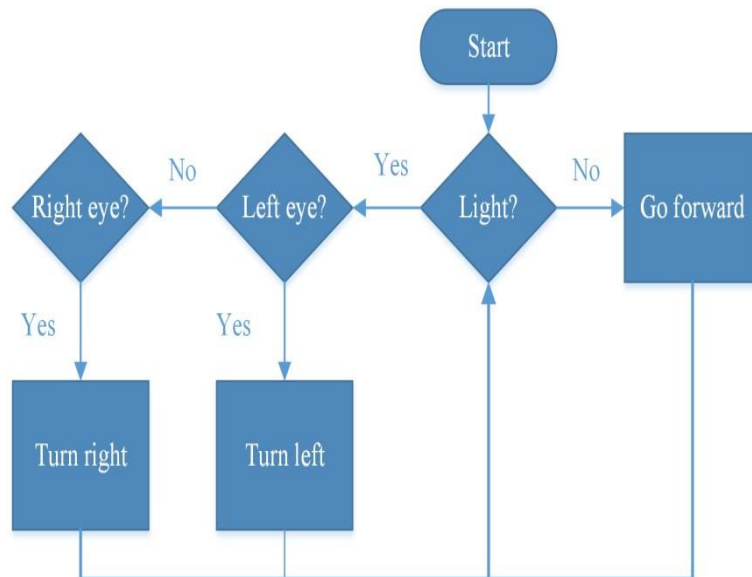 Start
Light?
Yes
No
Go forward
Left eye?
No
Right eye?
Yes
Yes
Turn left
Turn right